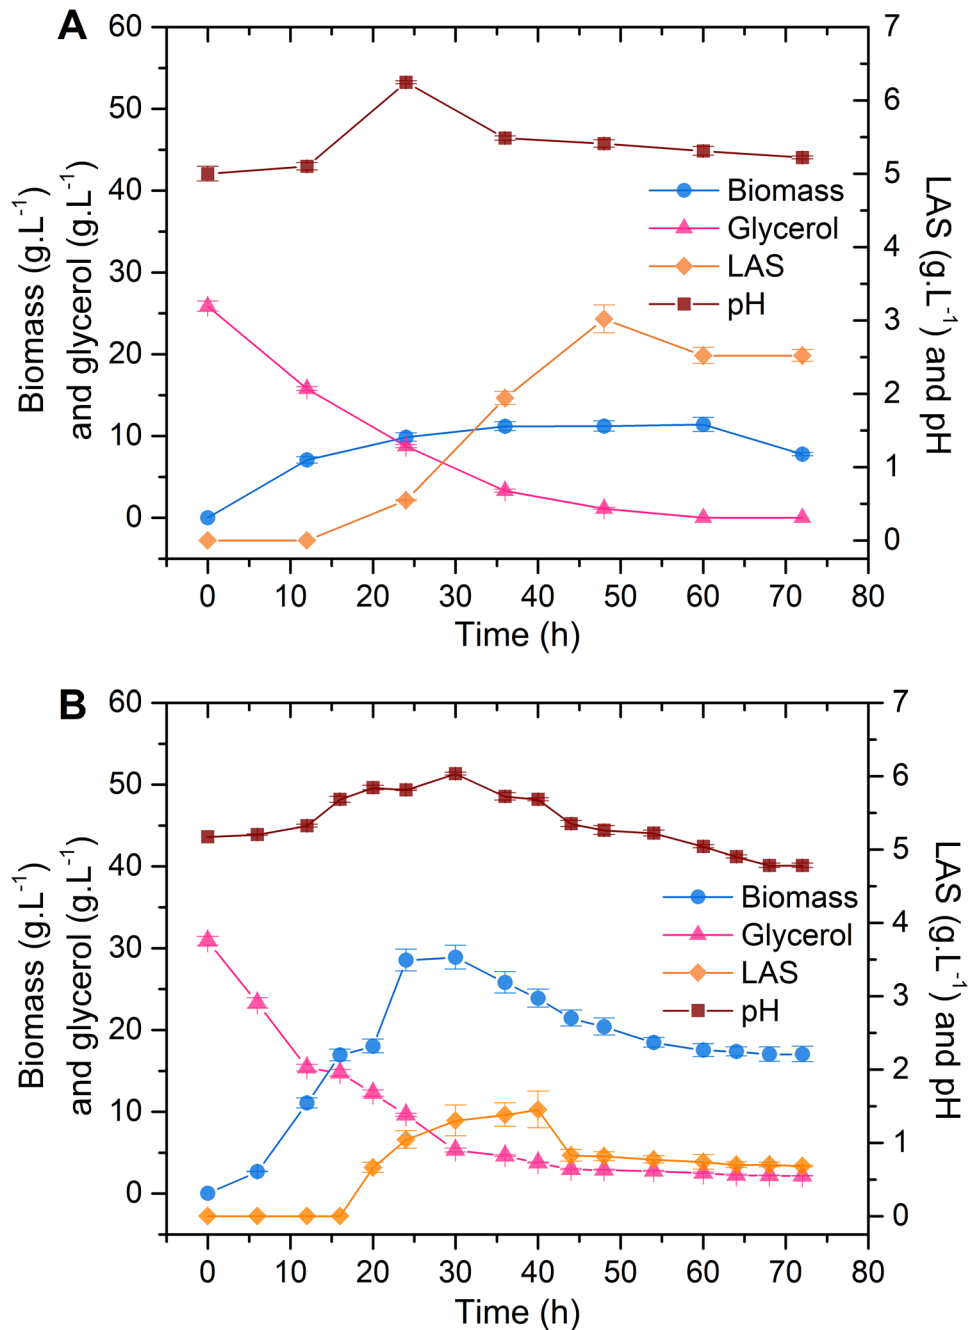 A
60
50
40
30
20
10
0
Biomass (g.L⁻¹)
and glycerol (g.L⁻¹)
7
6
5
4
3
2
1
0
LAS (g.L⁻¹) and pH
Biomass
Glycerol
LAS
pH
0 10 20 30 40 50 60 70 80
Time (h)
B
60
50
40
30
20
10
0
Biomass (g.L⁻¹)
and glycerol (g.L⁻¹)
7
6
5
4
3
2
1
0
LAS (g.L⁻¹) and pH
Biomass
Glycerol
LAS
pH
0 10 20 30 40 50 60 70 80
Time (h)